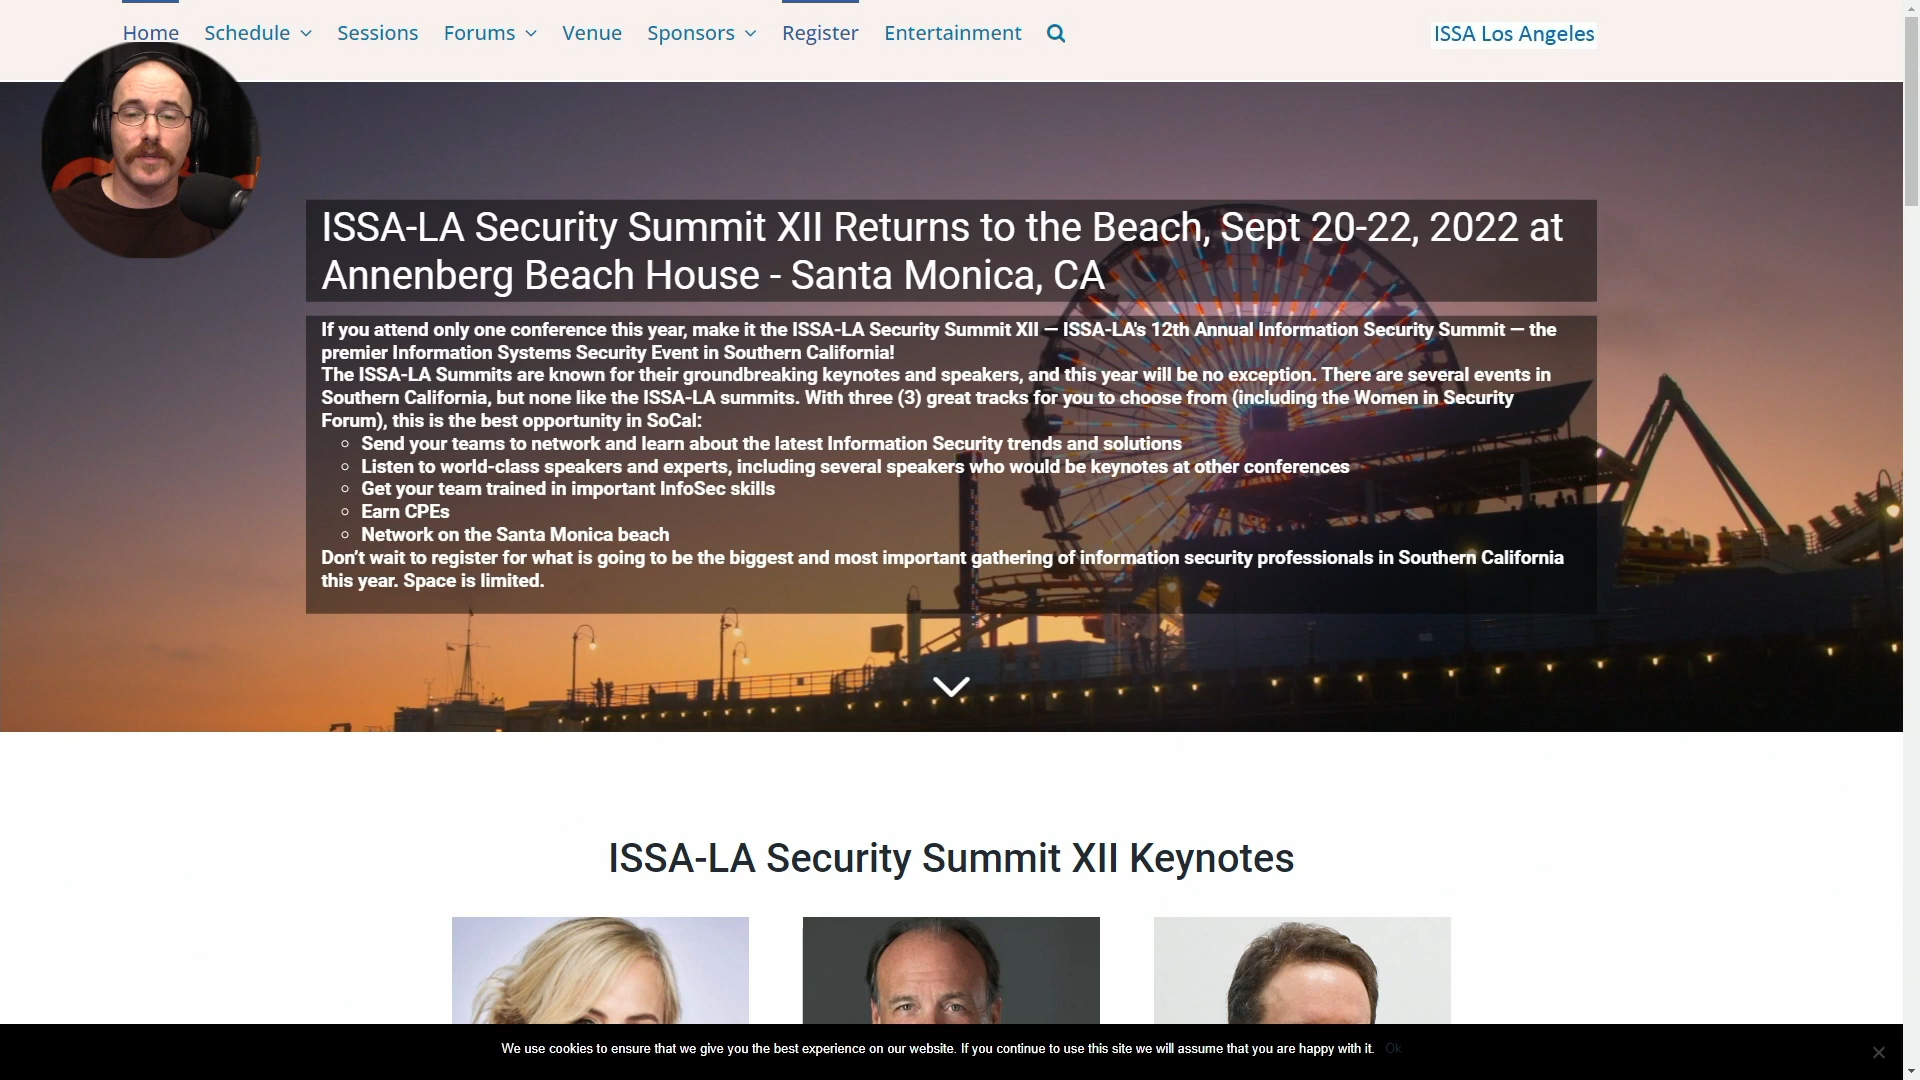 Home Schedule Sessions Forums Venue Sponsors Register Entertainment ISSA Los Angeles
ISSA-LA Security Summit XII Returns to the Beach, Sept 20-22, 2022 at
Annenberg Beach House - Santa Monica, CA
If you attend only one conference this year, make it the ISSA-LA Security Summit XII — ISSA-LA's 12th Annual Information Security Summit — the
premier Information Systems Security Event in Southern California!
The ISSA-LA Summits are known for their groundbreaking keynotes and speakers, and this year will be no exception. There are several events in
Southern California, but none like the ISSA-LA summits. With three (3) great tracks for you to choose from (including the Women in Security
Forum), this is the best opportunity in SoCal:
Send your teams to network and learn about the latest Information Security trends and solutions
Listen to world-class speakers and experts, including several speakers who would be keynotes at other conferences
Get your team trained in important InfoSec skills
Earn CPEs
Network on the Santa Monica beach
Don't wait to register for what is going to be the biggest and most important gathering of information security professionals in Southern California
this year. Space is limited.
ISSA-LA Security Summit XII Keynotes
We use cookies to ensure that we give you the best experience on our website. If you continue to use this site we will assume that you are happy with it. Ok